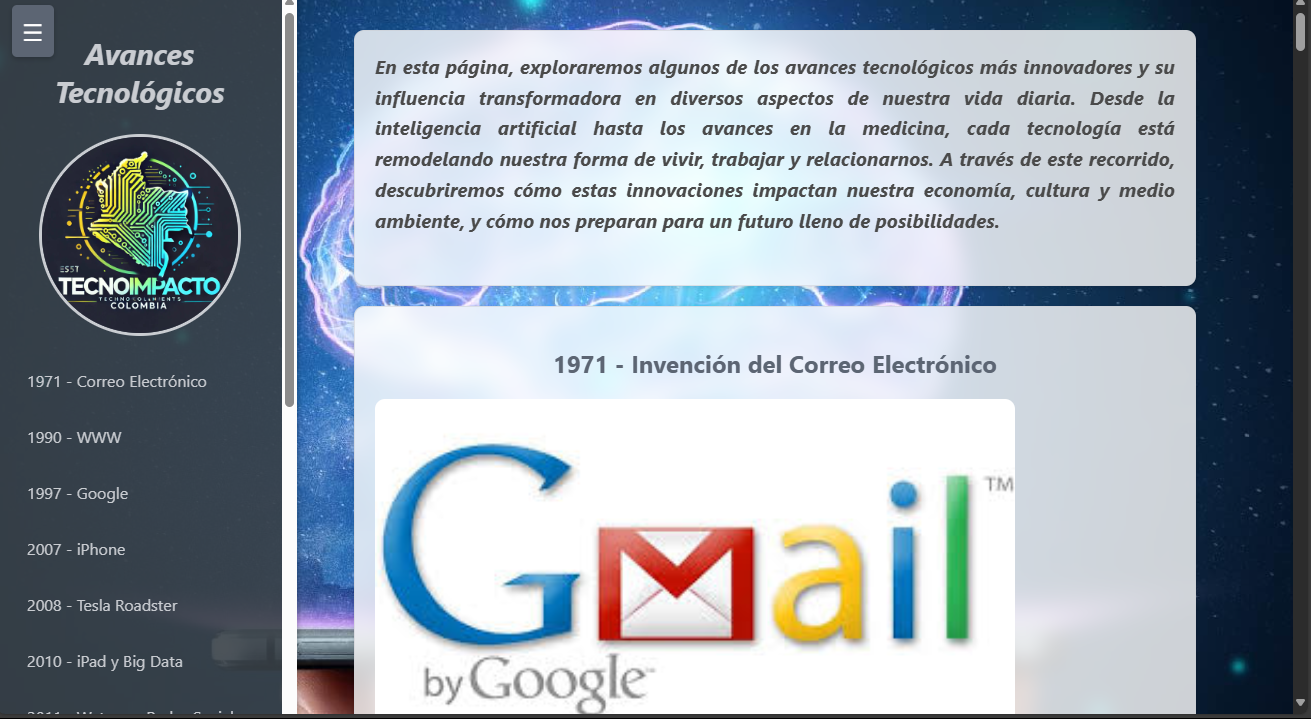 ☰
Avances
Tecnológicos
ESST
TECNOIMPACTO
COLOMBIA
1971 - Correo Electrónico
1990 - WWW
1997 - Google
2007 - iPhone
2008 - Tesla Roadster
2010 - iPad y Big Data
En esta página, exploraremos algunos de los avances tecnológicos más innovadores y su
influencia transformadora en diversos aspectos de nuestra vida diaria. Desde la
inteligencia artificial hasta los avances en la medicina, cada tecnología está
remodelando nuestra forma de vivir, trabajar y relacionarnos. A través de este recorrido,
descubriremos cómo estas innovaciones impactan nuestra economía, cultura y medio
ambiente, y cómo nos preparan para un futuro lleno de posibilidades.
1971 - Invención del Correo Electrónico
Gmail™
by Google™